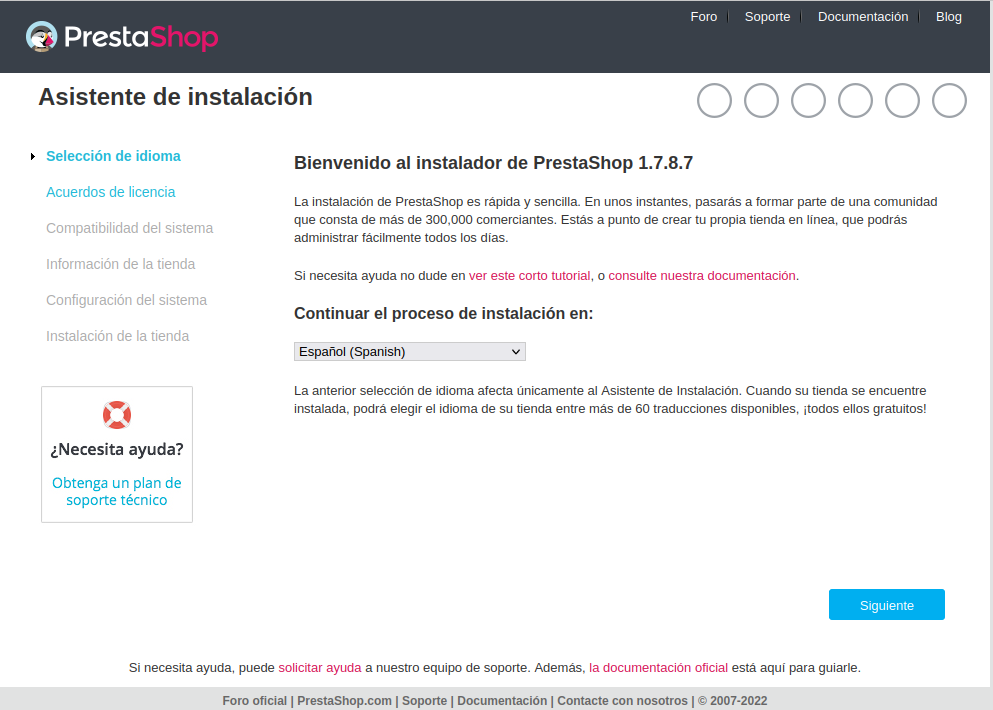 PrestaShop
Foro
Soporte
Documentación
Blog
Asistente de instalación
Selección de idioma
Acuerdos de licencia
Compatibilidad del sistema
Información de la tienda
Configuración del sistema
Instalación de la tienda
¿Necesita ayuda?
Obtenga un plan de
soporte técnico
Bienvenido al instalador de PrestaShop 1.7.8.7
La instalación de PrestaShop es rápida y sencilla. En unos instantes, pasarás a formar parte de una comunidad
que consta de más de 300,000 comerciantes. Estás a punto de crear tu propia tienda en línea, que podrás
administrar fácilmente todos los días.
Si necesita ayuda no dude en ver este corto tutorial, o consulte nuestra documentación.
Continuar el proceso de instalación en:
Español (Spanish)
La anterior selección de idioma afecta únicamente al Asistente de Instalación. Cuando su tienda se encuentre
instalada, podrá elegir el idioma de su tienda entre más de 60 traducciones disponibles, ¡todos ellos gratuitos!
Siguiente
Si necesita ayuda, puede solicitar ayuda a nuestro equipo de soporte. Además, la documentación oficial está aquí para guiarle.
Foro oficial | PrestaShop.com | Soporte | Documentación | Contacte con nosotros | © 2007-2022